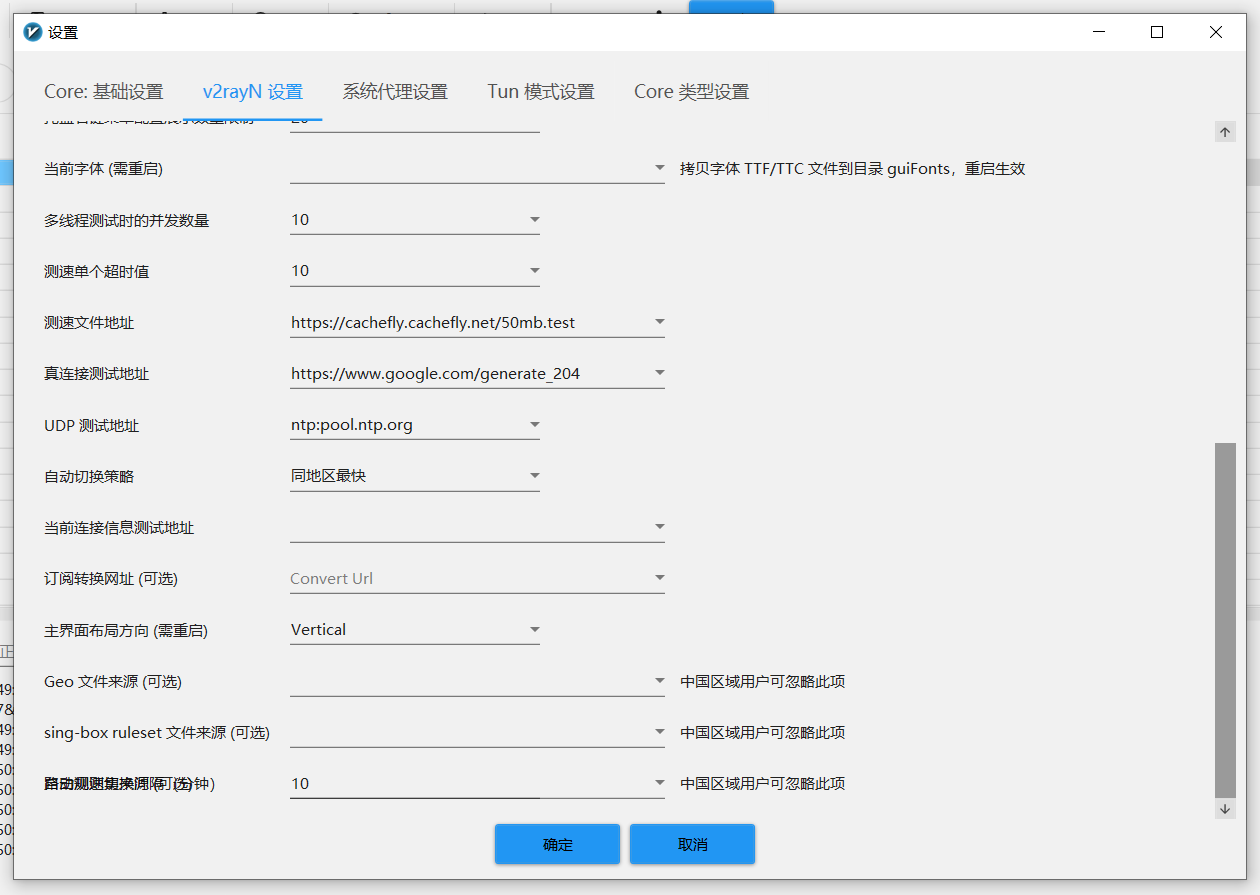 设置
Core: 基础设置 v2rayN 设置 系统代理设置 Tun 模式设置 Core 类型设置
当前字体 (需重启) 拷贝字体 TTF/TTC 文件到目录 guiFonts，重启生效
多线程测试时的并发数量 10
测速单个超时值 10
测速文件地址 https://cachefly.cachefly.net/50mb.test
真连接测试地址 https://www.google.com/generate_204
UDP 测试地址 ntp:pool.ntp.org
自动切换策略 同地区最快
当前连接信息测试地址
订阅转换网址 (可选) Convert Url
主界面布局方向 (需重启) Vertical
Geo 文件来源 (可选) 中国区域用户可忽略此项
sing-box ruleset 文件来源 (可选) 中国区域用户可忽略此项
10 中国区域用户可忽略此项
确定 取消